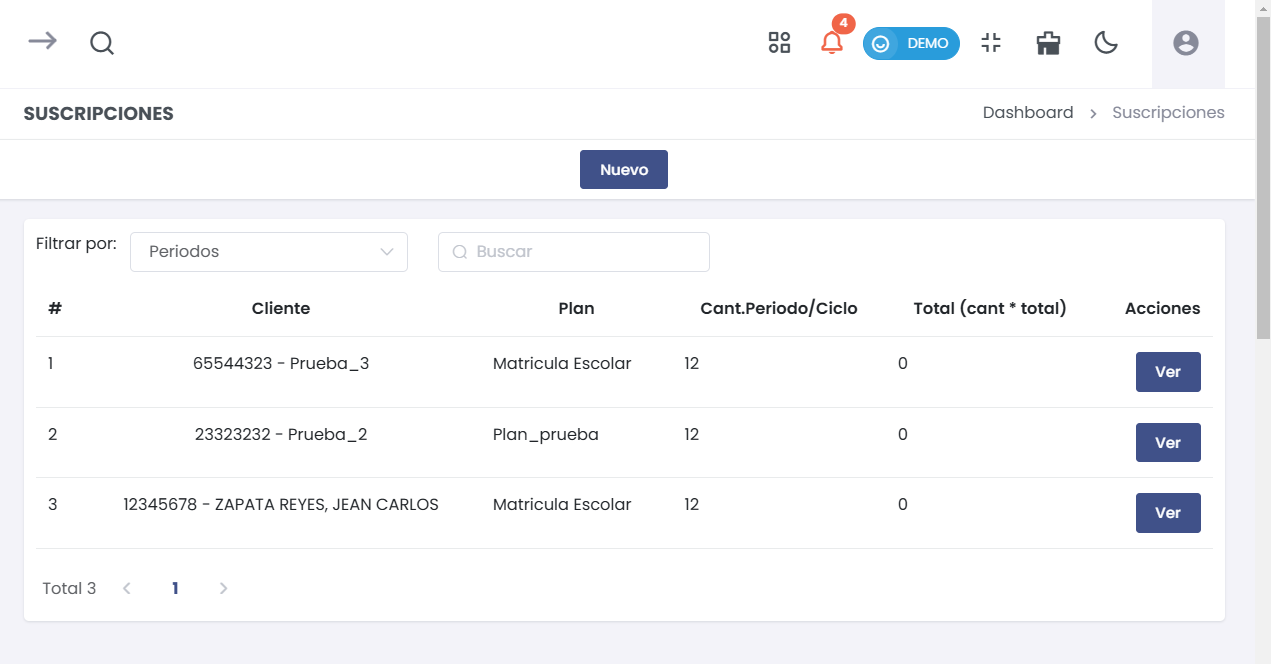 4
DEMO
SUSCRIPCIONES
Dashboard > Suscripciones
Nuevo
Filtrar por: Periodos Buscar
# Cliente Plan Cant.Periodo/Ciclo Total (cant * total) Acciones
1 65544323 - Prueba_3 Matricula Escolar 12 0 Ver
2 23323232 - Prueba_2 Plan_prueba 12 0 Ver
3 12345678 - ZAPATA REYES, JEAN CARLOS Matricula Escolar 12 0 Ver
Total 3 < 1 >